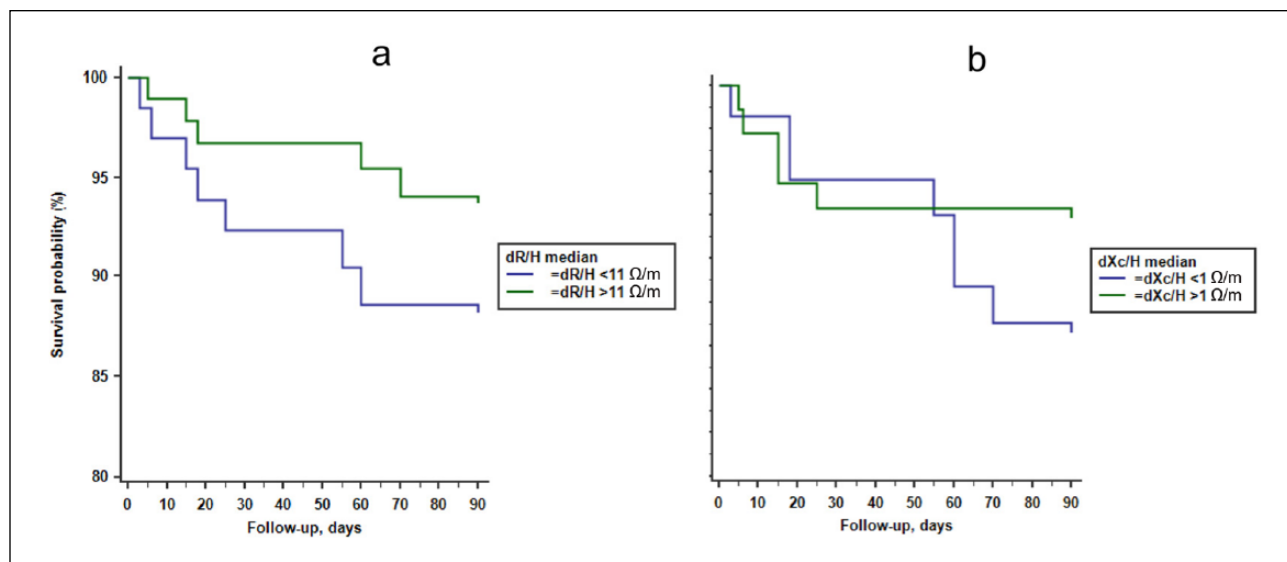 a
100
95
90
85
80
Survival probability (%)
0 10 20 30 40 50 60 70 80 90
Follow-up, days
dR/H median
=dR/H <11 Ω/m
=dR/H >11 Ω/m
b
0 10 20 30 40 50 60 70 80 90
Follow-up, days
dXc/H median
=dXc/H <1 Ω/m
=dXc/H >1 Ω/m